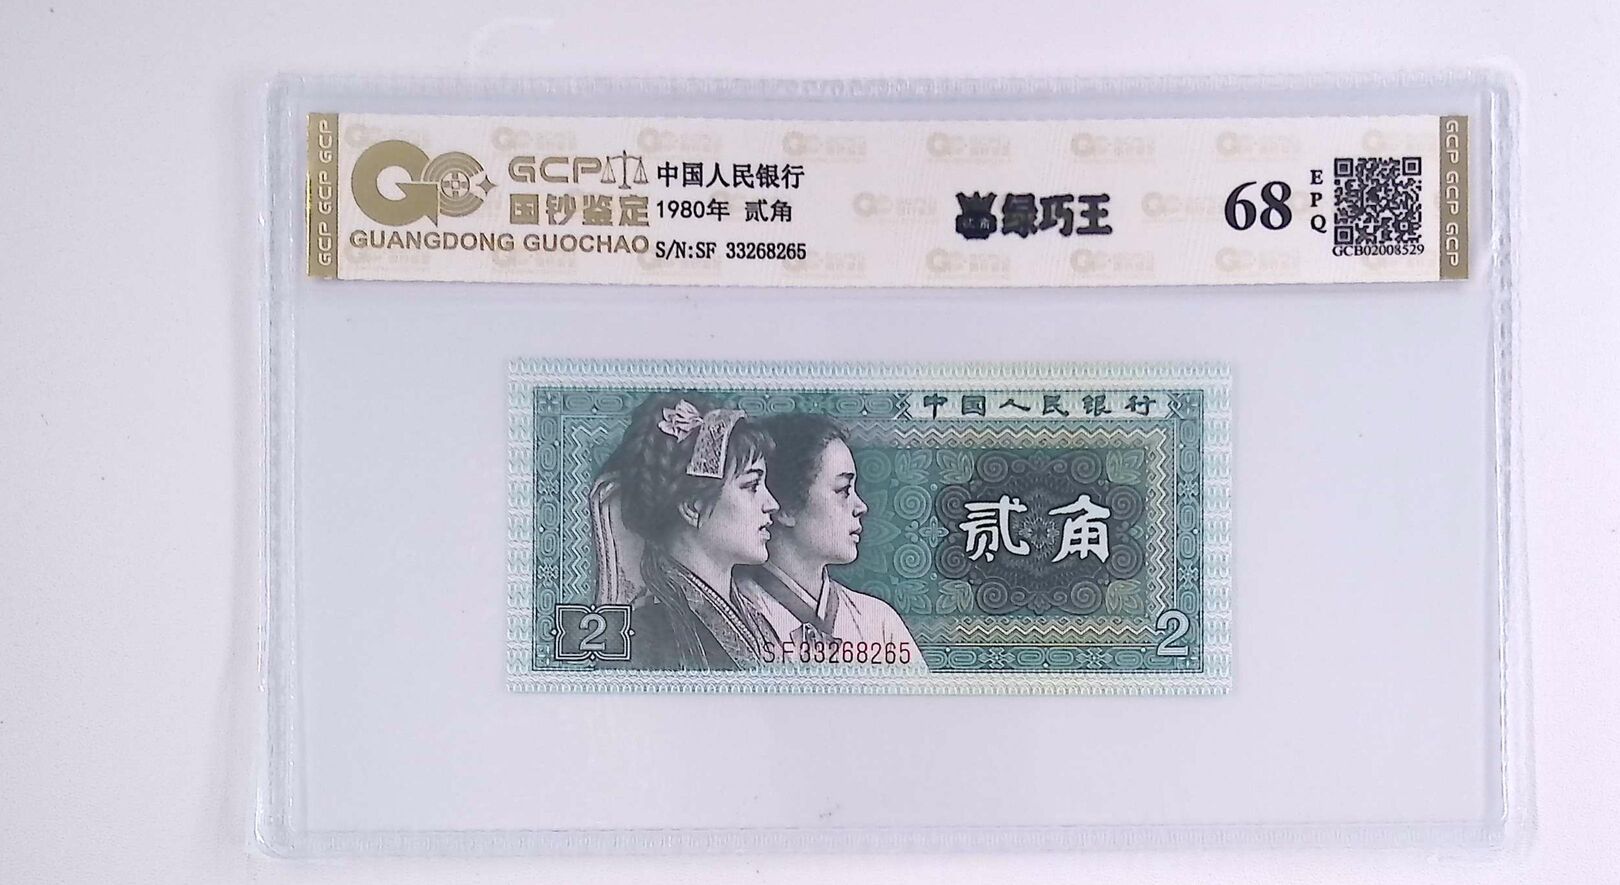 GCP GCP GCP
GCP
国钞鉴定
GUANGDONG GUOCHAO
中国人民银行
1980年 贰角
S/N:SF 33268265
绿巧王
68
EPQ
GCB02008529
GCP GCP GCP
中国人民银行
贰角
2
SF33268265
2